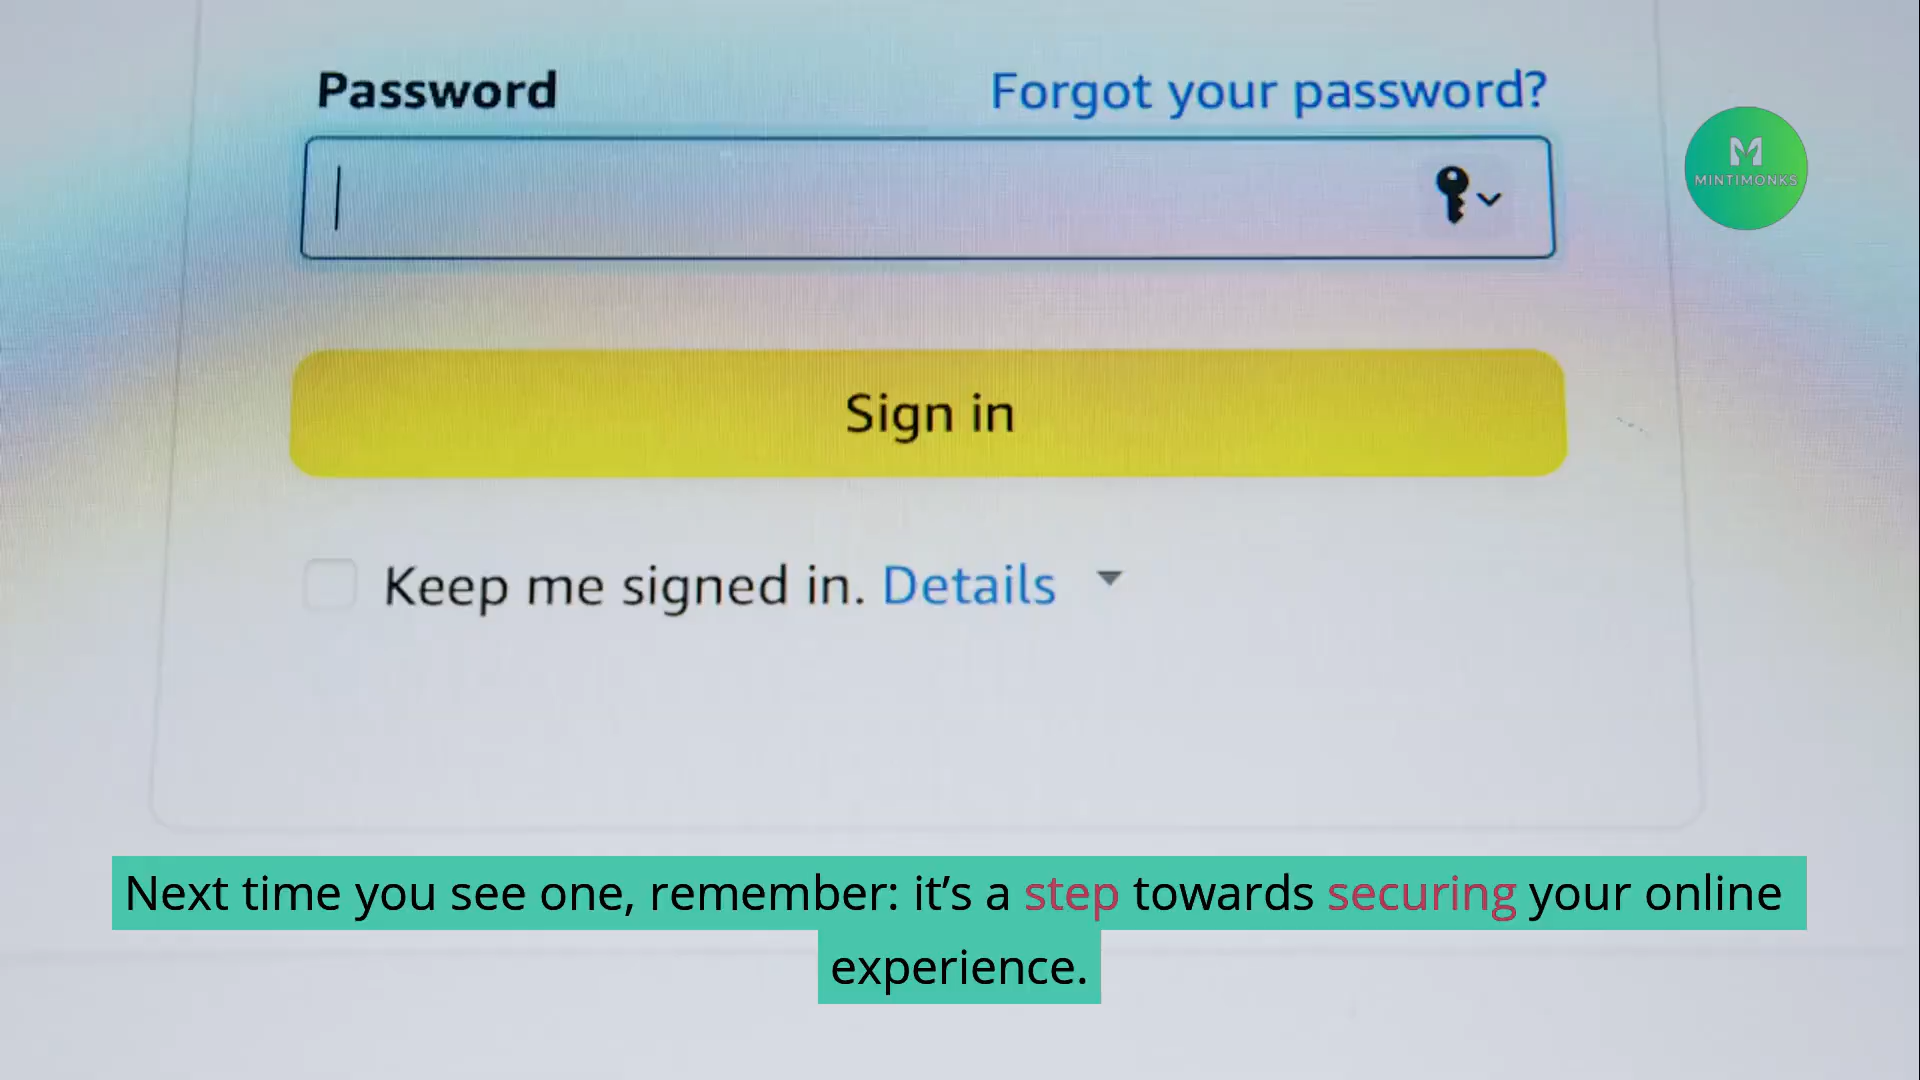 Password
Forgot your password?
M
MINTIMONKS
Sign in
Keep me signed in. Details
Next time you see one, remember: it’s a step towards securing your online
experience.